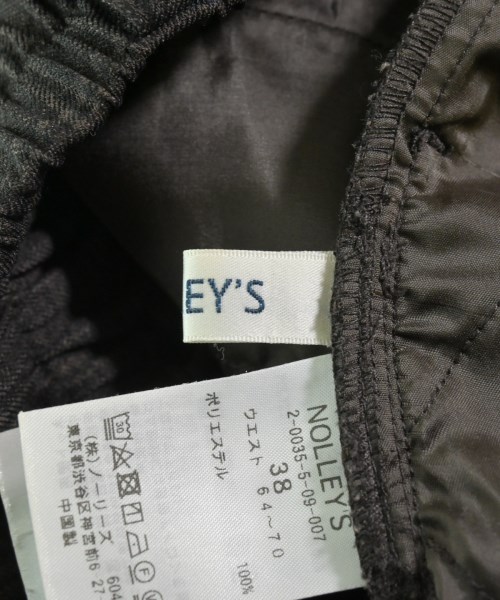 EY'S
NOLLEY'S
2-0035-5-09-007
38
ウエスト 64～70
ポリエステル 100%
(株)ノーリーズ 604
東京都渋谷区神宮前6 27-
中国製